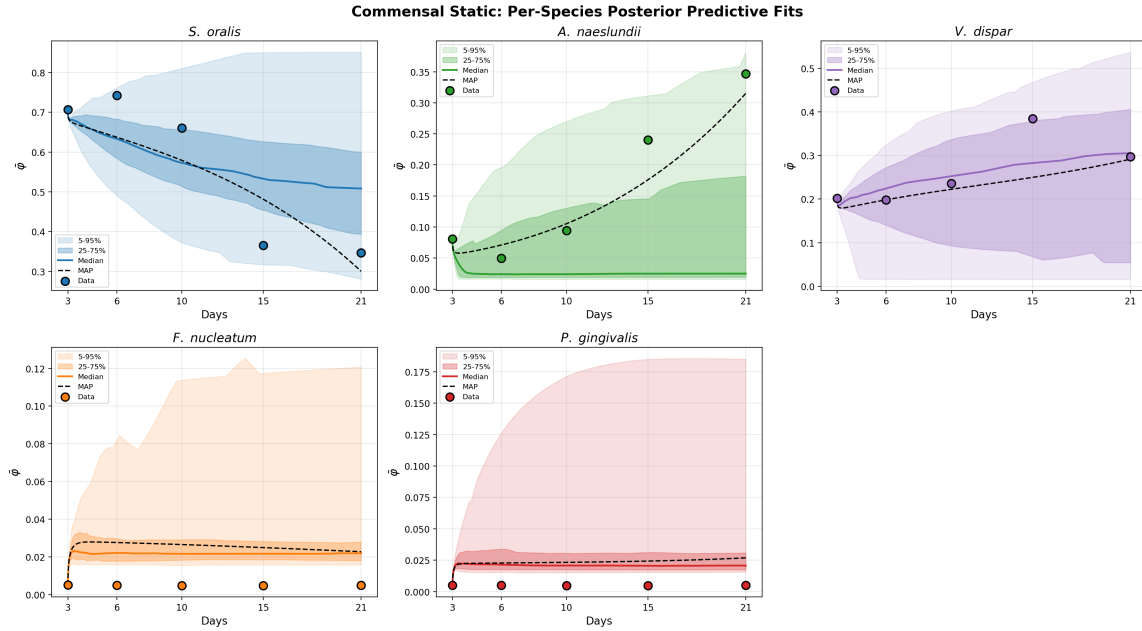 Commensal Static: Per-Species Posterior Predictive Fits
S. oralis
0.8
0.7
0.6
0.5
0.4
0.3
φ̄
5-95%
25-75%
Median
MAP
Data
3
6
10
15
21
Days
A. naeslundii
0.35
0.30
0.25
0.20
0.15
0.10
0.05
0.00
φ̄
5-95%
25-75%
Median
MAP
Data
3
6
10
15
21
Days
V. dispar
0.5
0.4
0.3
0.2
0.1
0.0
φ̄
5-95%
25-75%
Median
MAP
Data
3
6
10
15
21
Days
F. nucleatum
0.12
0.10
0.08
0.06
0.04
0.02
0.00
φ̄
5-95%
25-75%
Median
MAP
Data
3
6
10
15
21
Days
P. gingivalis
0.175
0.150
0.125
0.100
0.075
0.050
0.025
0.000
φ̄
5-95%
25-75%
Median
MAP
Data
3
6
10
15
21
Days